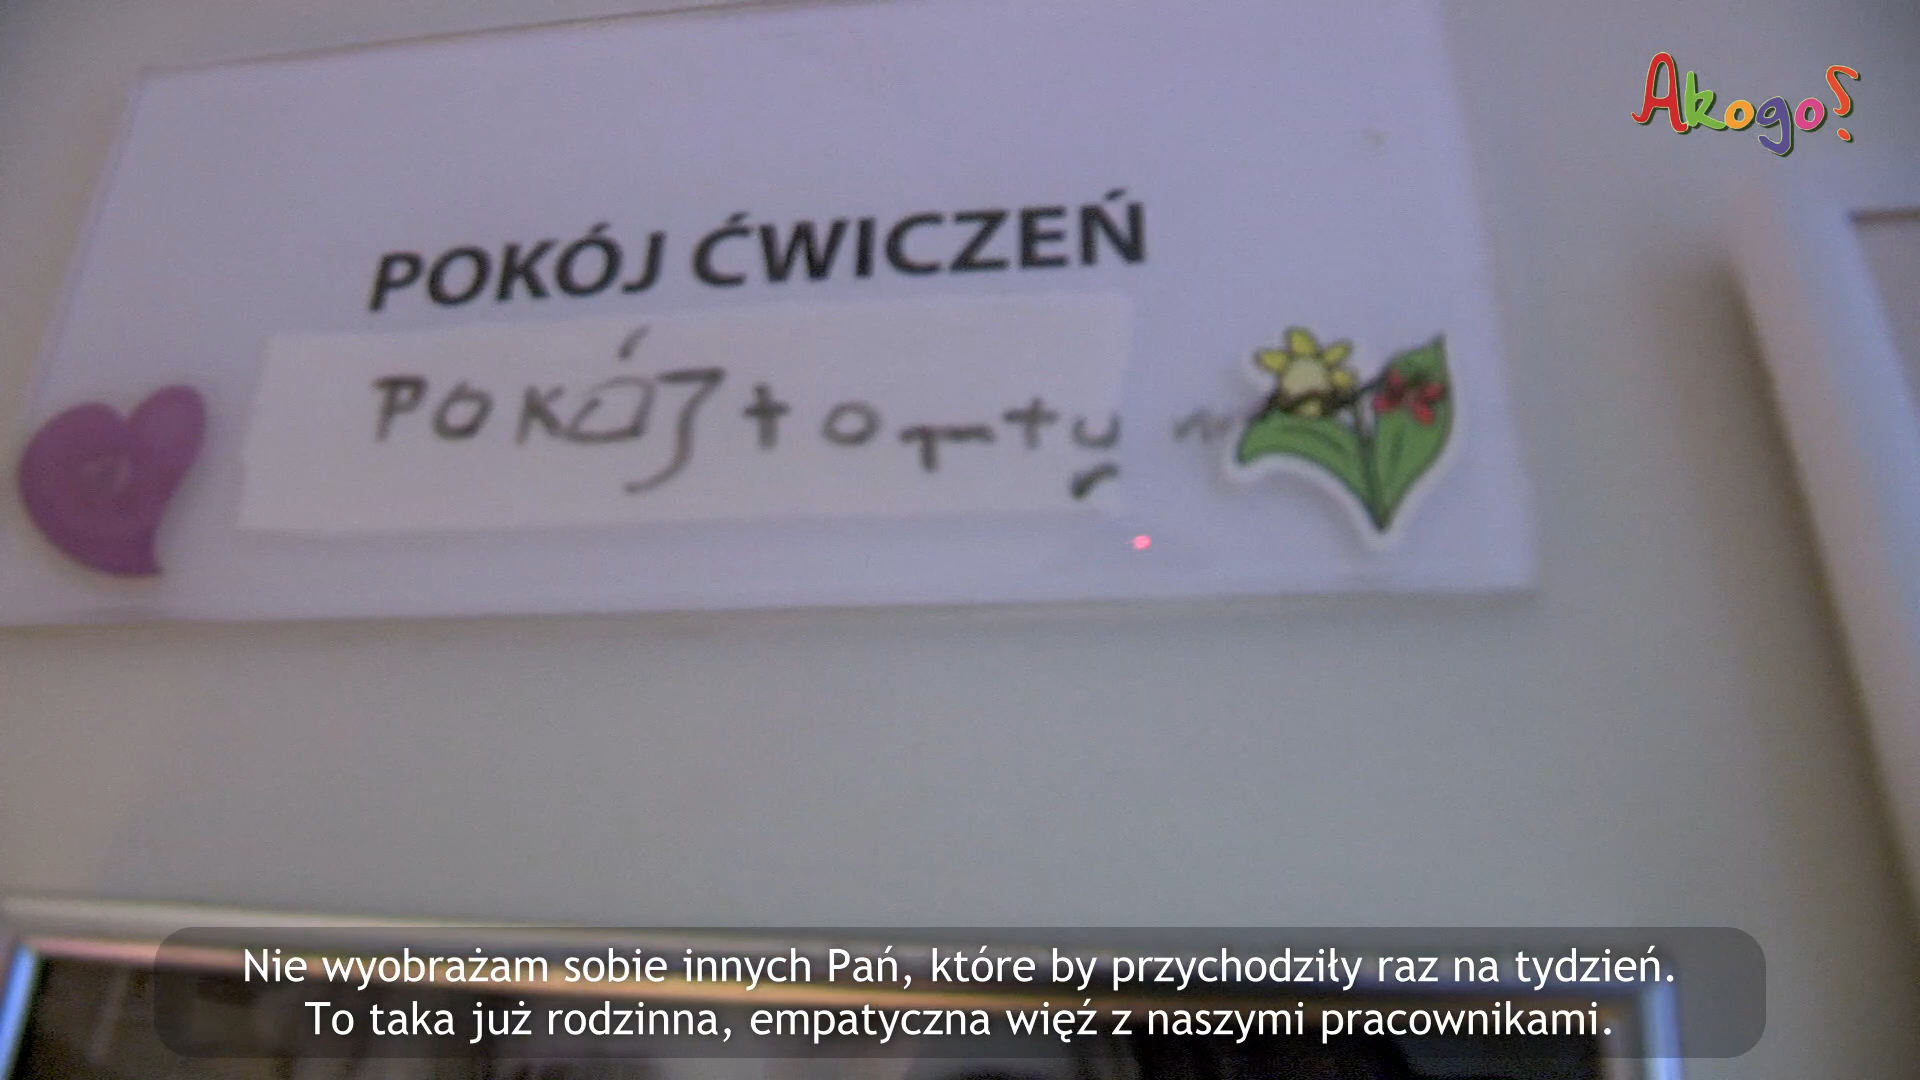 Akogo?
POKÓJ ĆWICZEŃ
POKÓJ
Nie wyobrażam sobie innych Pań, które by przychodziły raz na tydzień.
To taka już rodzinna, empatyczna więź z naszymi pracownikami.